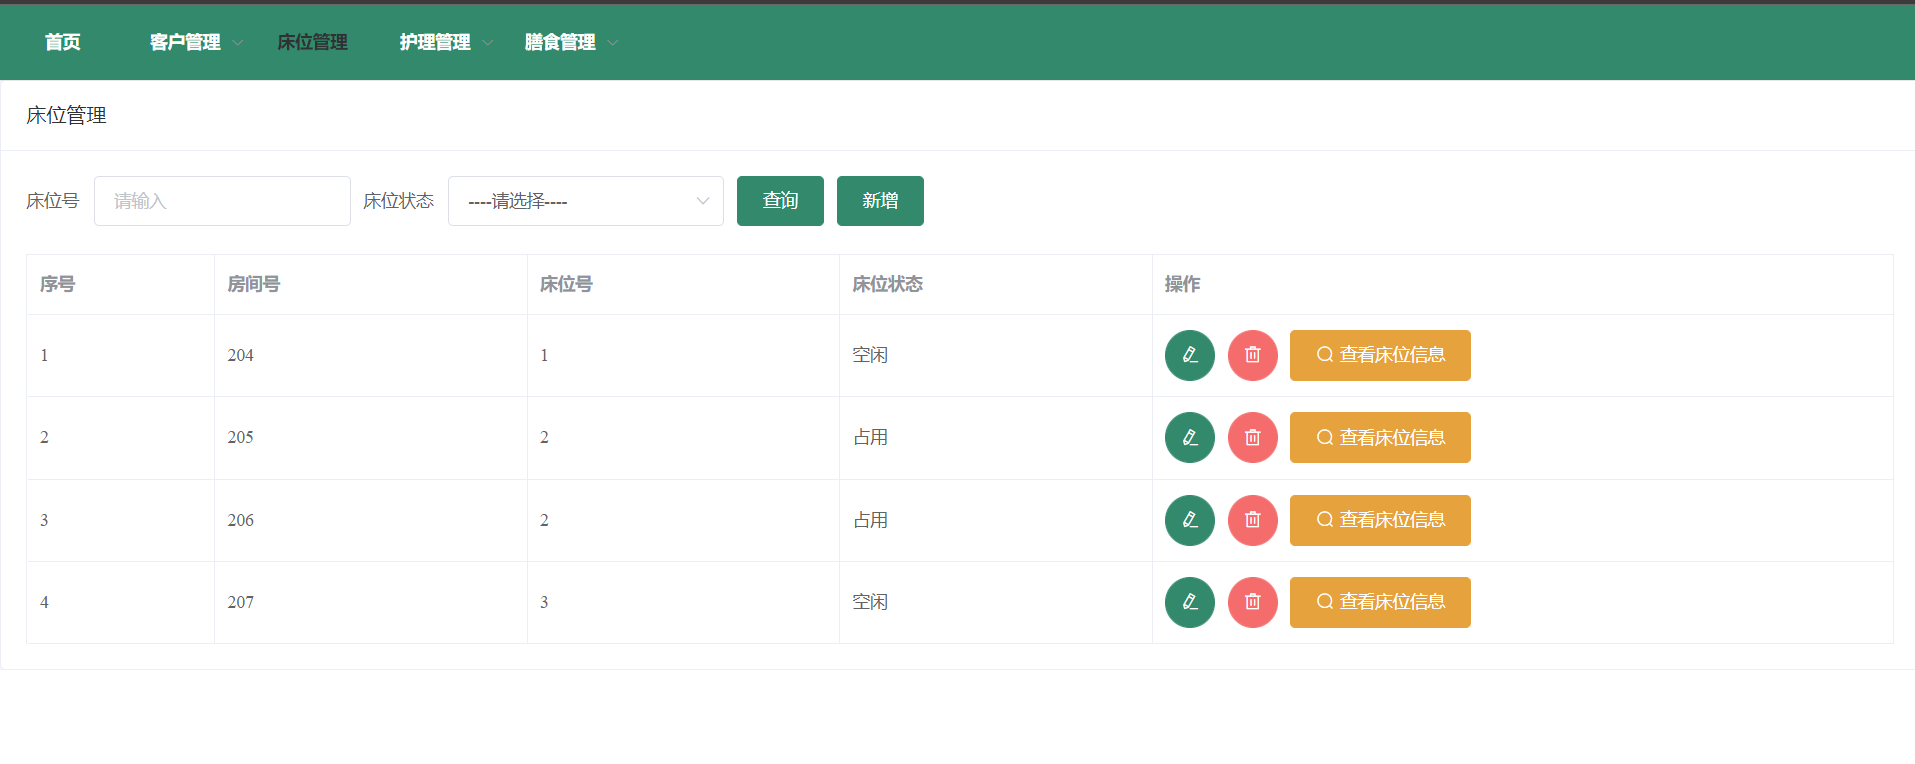 首页 客户管理 床位管理 护理管理 膳食管理
床位管理
床位号 请输入 床位状态 ----请选择---- 查询 新增
序号 房间号 床位号 床位状态 操作
1 204 1 空闲 查看床位信息
2 205 2 占用 查看床位信息
3 206 2 占用 查看床位信息
4 207 3 空闲 查看床位信息